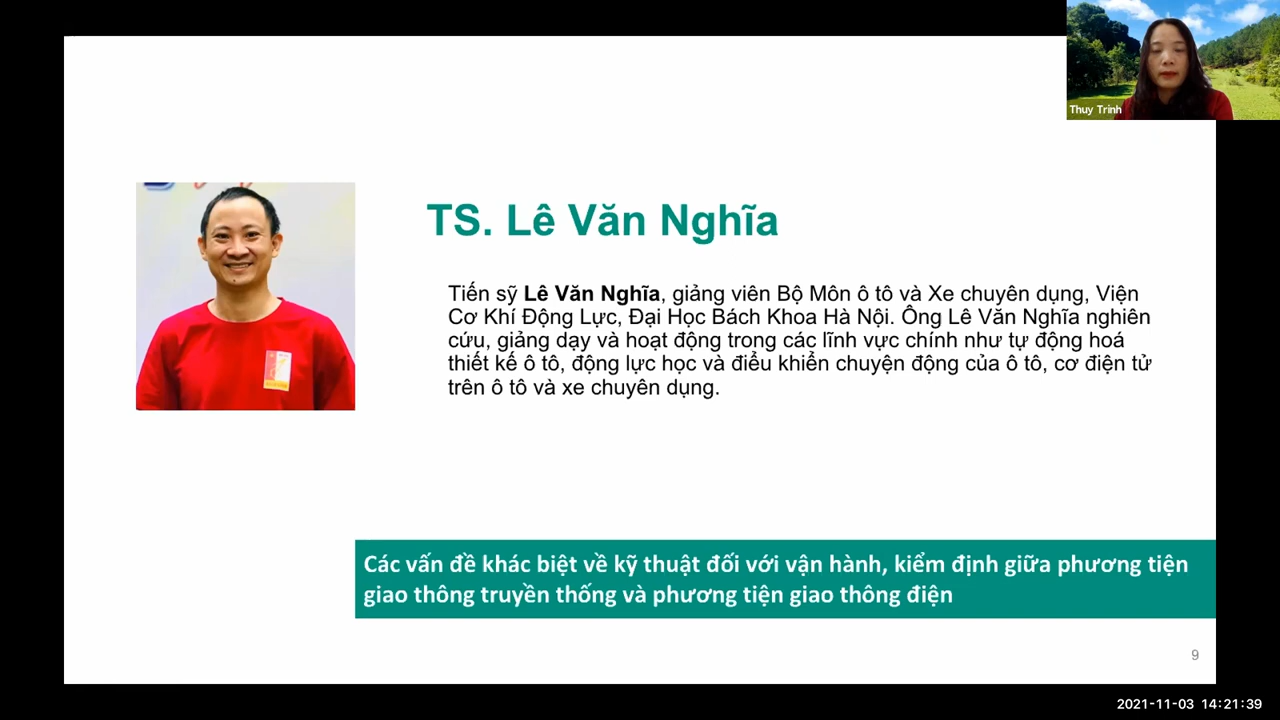 Thuy Trinh
TS. Lê Văn Nghĩa
Tiến sỹ Lê Văn Nghĩa, giảng viên Bộ Môn ô tô và Xe chuyên dụng, Viện
Cơ Khí Động Lực, Đại Học Bách Khoa Hà Nội. Ông Lê Văn Nghĩa nghiên
cứu, giảng dạy và hoạt động trong các lĩnh vực chính như tự động hoá
thiết kế ô tô, động lực học và điểu khiển chuyện động của ô tô, cơ điện tử
trên ô tô và xe chuyên dụng.
Các vấn đề khác biệt về kỹ thuật đối với vận hành, kiểm định giữa phương tiện
giao thông truyền thống và phương tiện giao thông điện
9
2021-11-03 14:21:39